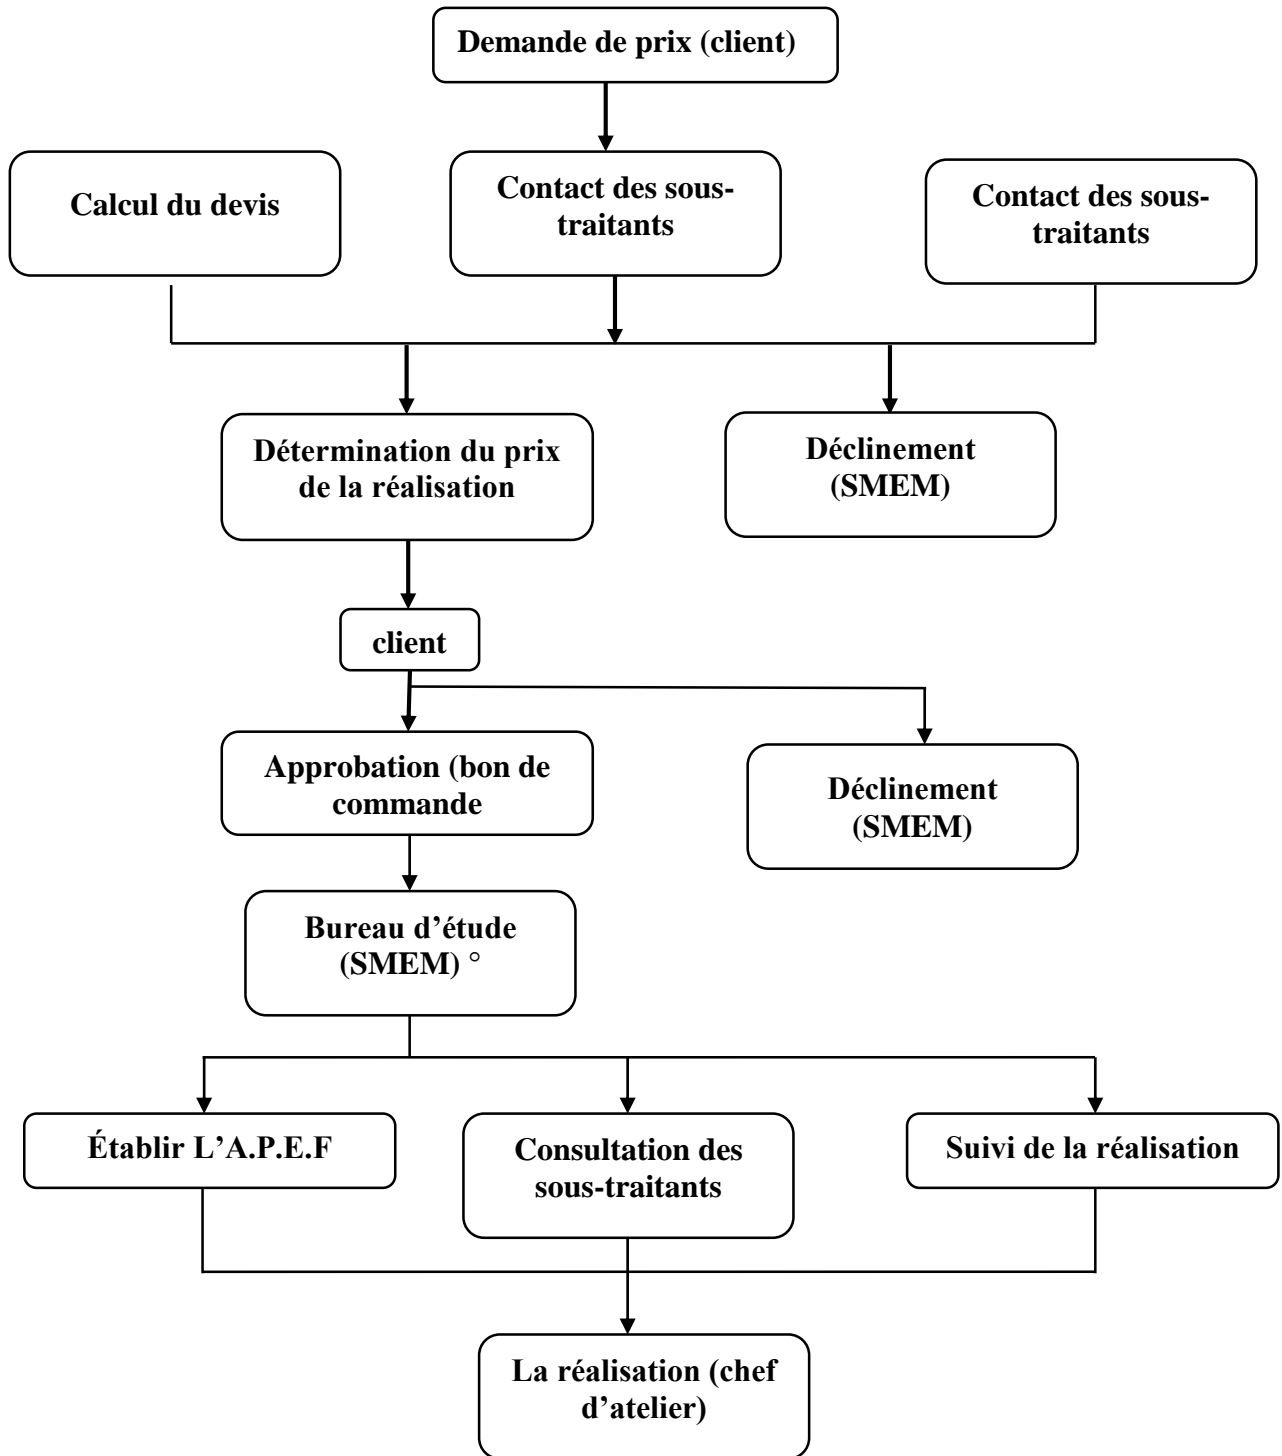 Demande de prix (client)
Calcul du devis
Contact des sous-
traitants
Contact des sous-
traitants
Détermination du prix
de la réalisation
Déclinement
(SMEM)
client
Approbation (bon de
commande
Déclinement
(SMEM)
Bureau d’étude
(SMEM) °
Établir L’A.P.E.F
Consultation des
sous-traitants
Suivi de la réalisation
La réalisation (chef
d’atelier)